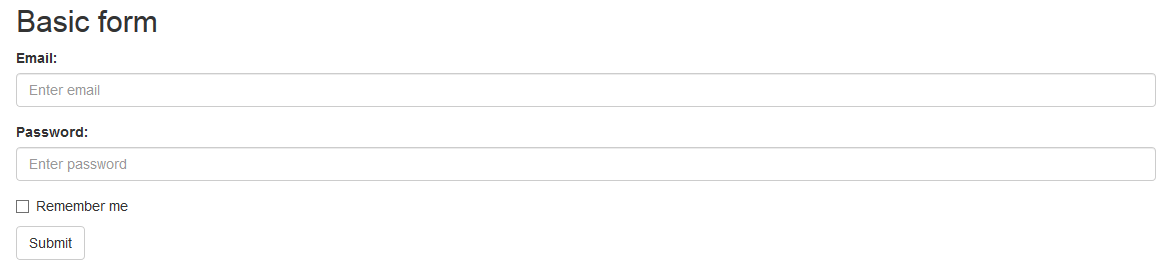 Basic form
Email:
Enter email
Password:
Enter password
Remember me
Submit